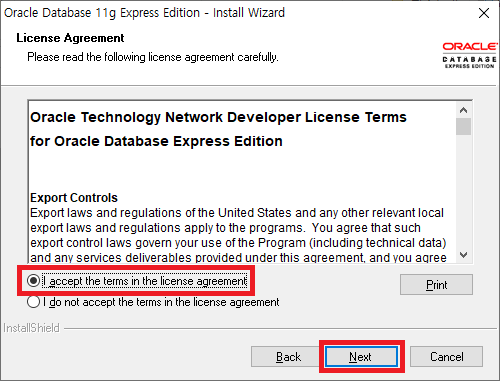 Oracle Database 11g Express Edition - Install Wizard
License Agreement
Please read the following license agreement carefully.
ORACLE
DATABASE
EXPRESS EDITION
Oracle Technology Network Developer License Terms
for Oracle Database Express Edition
Export Controls
Export laws and regulations of the United States and any other relevant local
export laws and regulations apply to the programs. You agree that such
export control laws govern your use of the Program (including technical data)
and any services deliverables provided under this agreement, and you agree
I accept the terms in the license agreement
Print
I do not accept the terms in the license agreement
InstallShield
Back
Next
Cancel